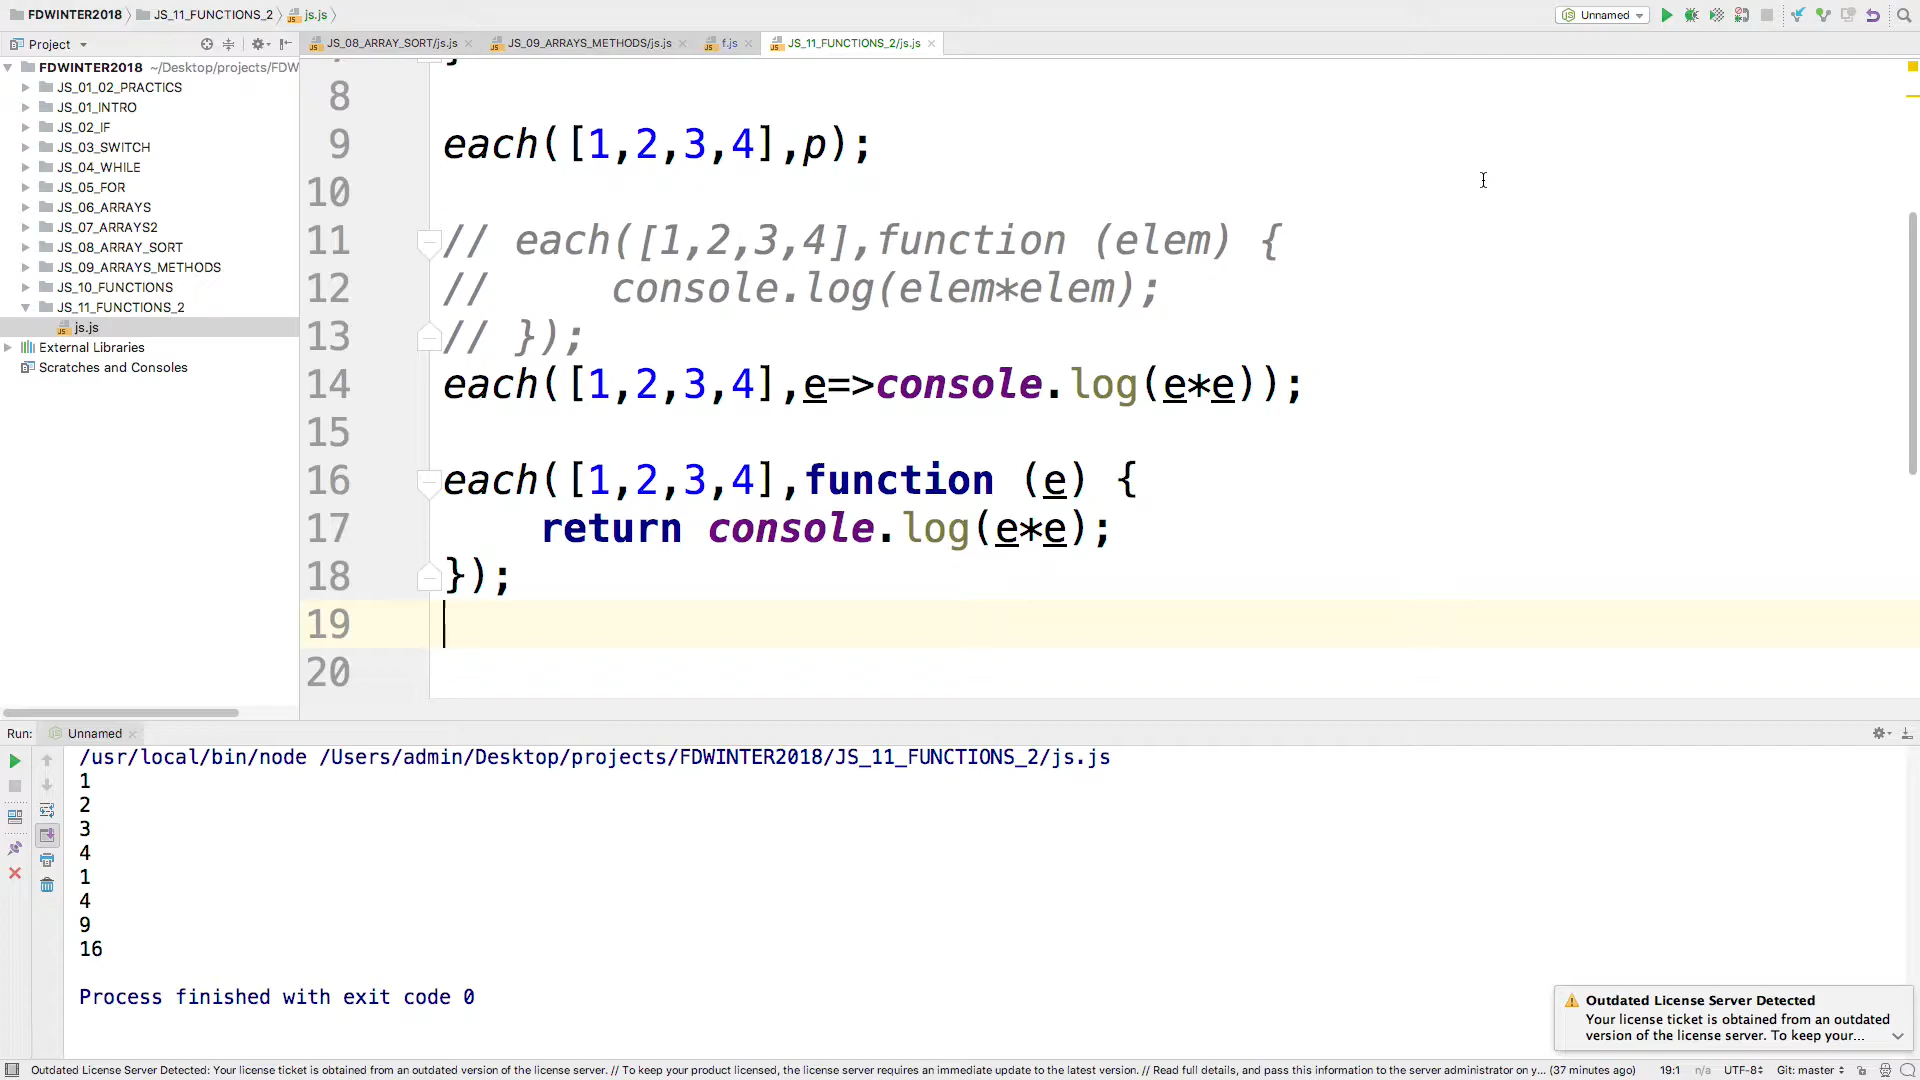 FDWINTER2018 JS_11_FUNCTIONS_2 js.js Unnamed
Project JS_08_ARRAY_SORT/js.js JS_09_ARRAYS_METHODS/js.js f.js JS_11_FUNCTIONS_2/js.js
FDWINTER2018 ~/Desktop/projects/FDW
JS_01_02_PRACTICS
JS_01_INTRO
JS_02_IF
JS_03_SWITCH
JS_04_WHILE
JS_05_FOR
JS_06_ARRAYS
JS_07_ARRAYS2
JS_08_ARRAY_SORT
JS_09_ARRAYS_METHODS
JS_10_FUNCTIONS
JS_11_FUNCTIONS_2
js.js
External Libraries
Scratches and Consoles
8
9 each([1,2,3,4],p);
10
11 // each([1,2,3,4],function (elem) {
12 //     console.log(elem*elem);
13 // });
14 each([1,2,3,4],e=>console.log(e*e));
15
16 each([1,2,3,4],function (e) {
17     return console.log(e*e);
18 });
19
20
Run: Unnamed
/usr/local/bin/node /Users/admin/Desktop/projects/FDWINTER2018/JS_11_FUNCTIONS_2/js.js
1
2
3
4
1
4
9
16
Process finished with exit code 0
Outdated License Server Detected
Your license ticket is obtained from an outdated
version of the license server. To keep your...
Outdated License Server Detected: Your license ticket is obtained from an outdated version of the license server. // To keep your product licensed, the license server requires an immediate update to the latest version. // Read full details, and pass this information to the server administrator on y... (37 minutes ago) 19:1 n/a UTF-8 Git: master